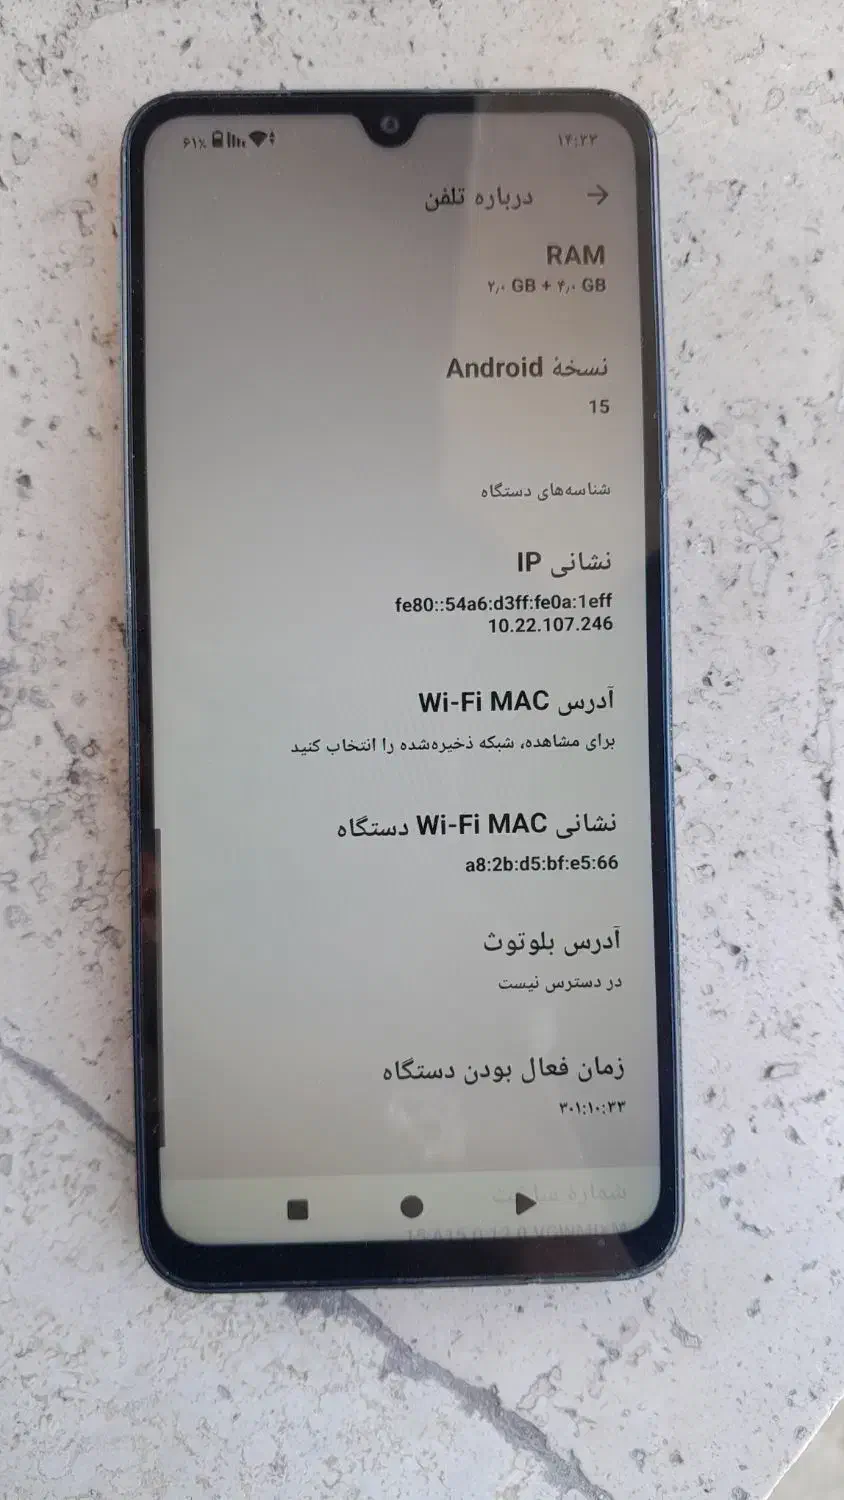 ۱۴:۳۳ ۶۱%
درباره تلفن
RAM
۲٫۰ GB + ۴٫۰ GB
نسخهٔ Android
15
شناسه‌های دستگاه
نشانی IP
fe80::54a6:d3ff:fe0a:1eff
10.22.107.246
آدرس Wi-Fi MAC
برای مشاهده، شبکه ذخیره‌شده را انتخاب کنید
نشانی Wi-Fi MAC دستگاه
a8:2b:d5:bf:e5:66
آدرس بلوتوث
در دسترس نیست
زمان فعال بودن دستگاه
۳۰۱:۱۰:۳۳
شمارهٔ ساخت